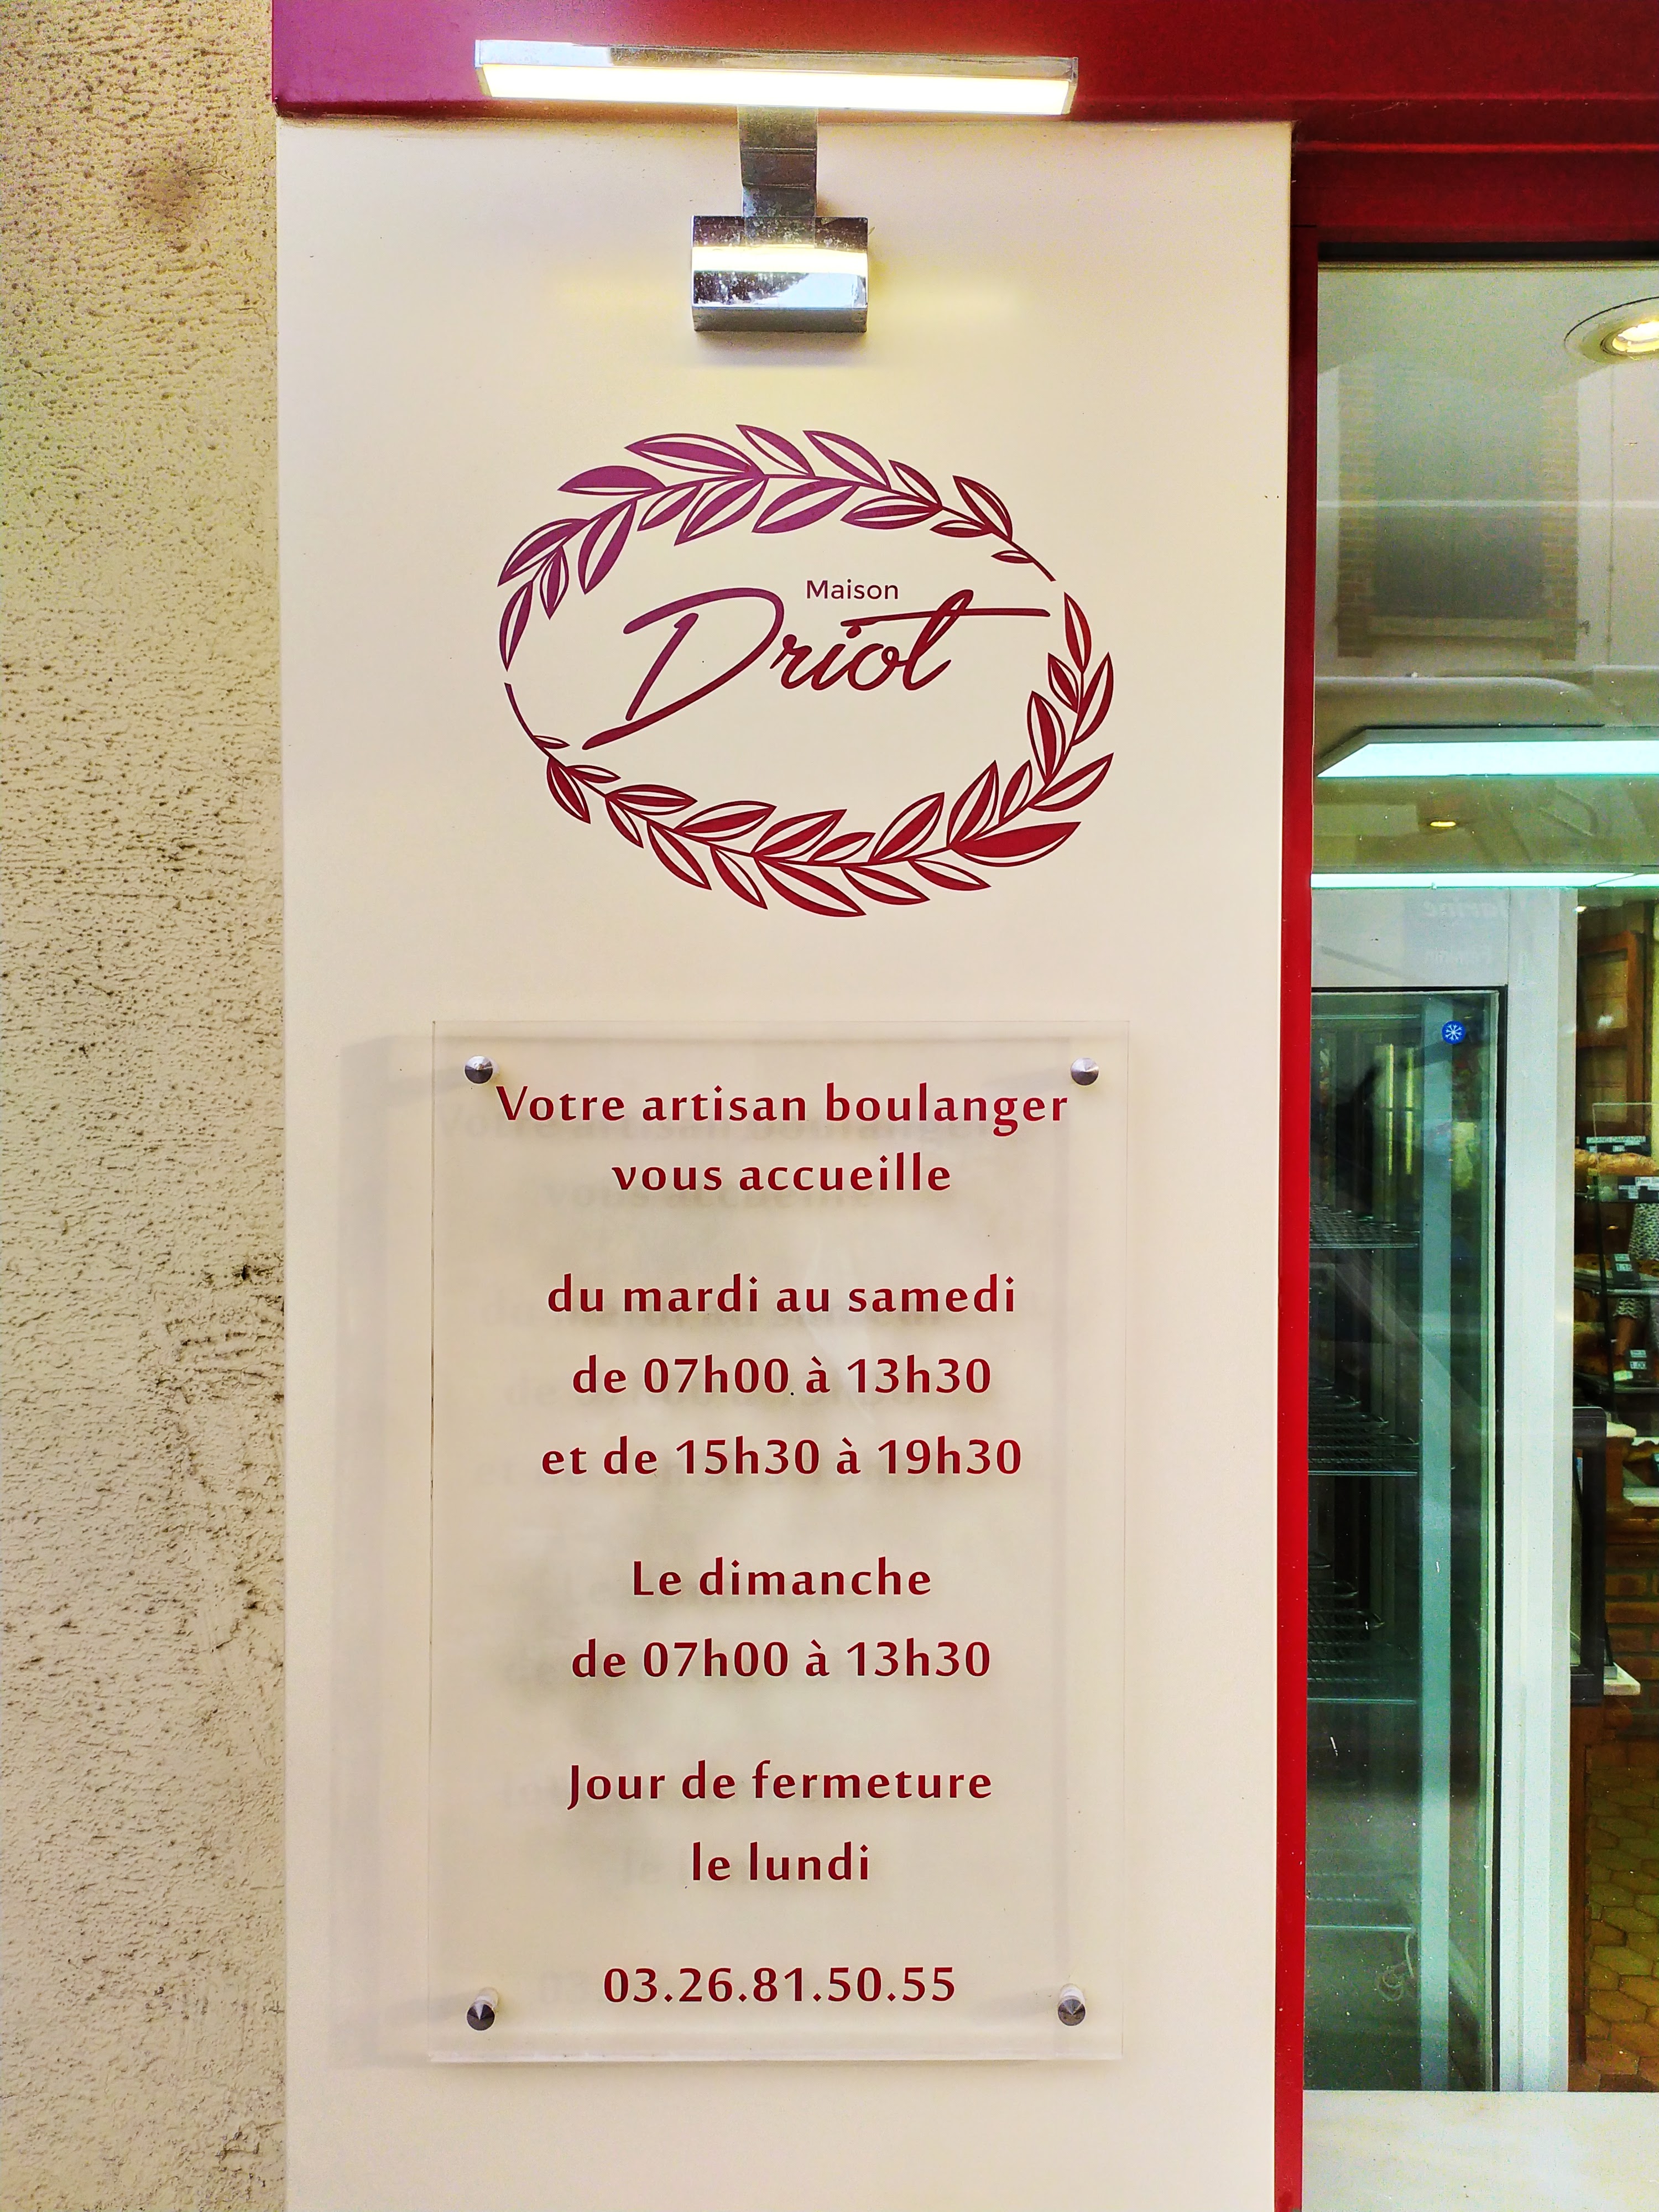 Maison
Driot
Votre artisan boulanger
vous accueille
du mardi au samedi
de 07h00 à 13h30
et de 15h30 à 19h30
Le dimanche
de 07h00 à 13h30
Jour de fermeture
le lundi
03.26.81.50.55